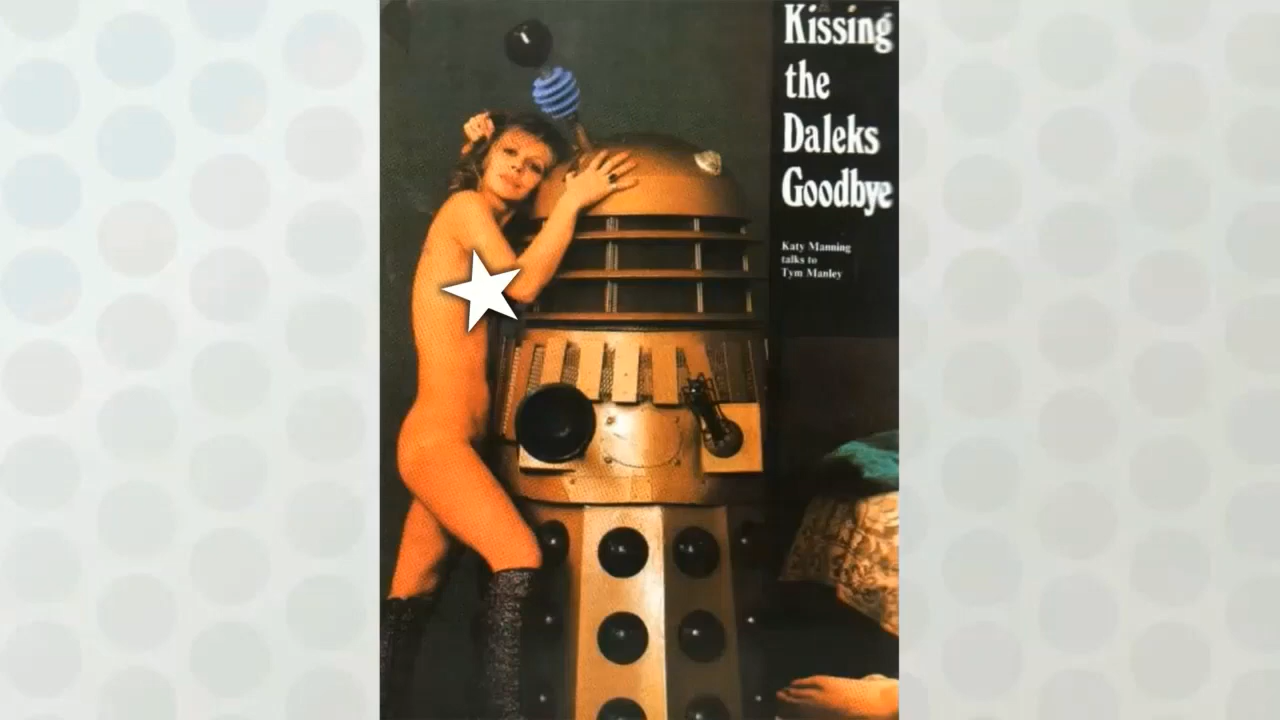 Kissing
the
Daleks
Goodbye
Katy Manning
talks to
Tym Manley